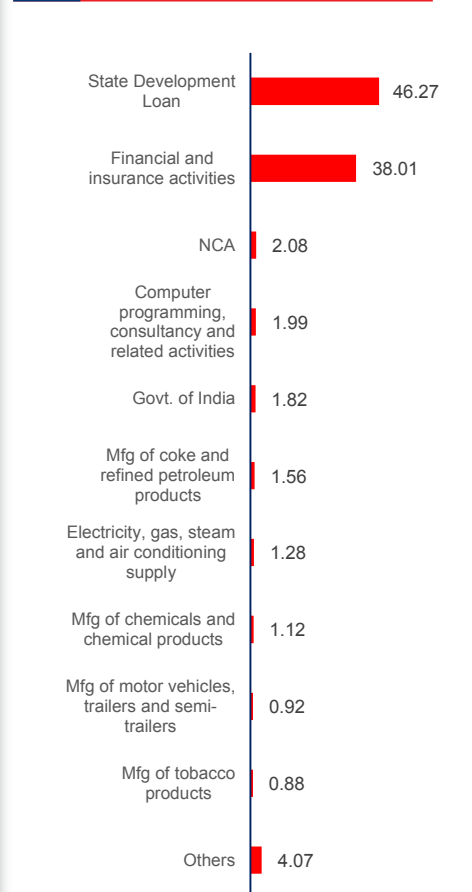 State Development
Loan
46.27
Financial and
insurance activities
38.01
NCA
2.08
Computer
programming,
consultancy and
related activities
1.99
Govt. of India
1.82
Mfg of coke and
refined petroleum
products
1.56
Electricity, gas, steam
and air conditioning
supply
1.28
Mfg of chemicals and
chemical products
1.12
Mfg of motor vehicles,
trailers and semi-
trailers
0.92
Mfg of tobacco
products
0.88
Others
4.07